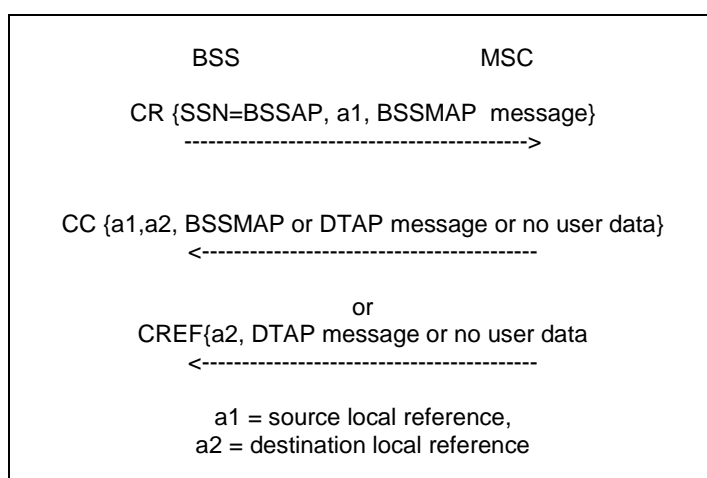 BSS MSC
CR {SSN=BSSAP, a1, BSSMAP message}
------------------------------------------->
CC {a1,a2, BSSMAP or DTAP message or no user data}
<------------------------------------------
or
CREF{a2, DTAP message or no user data
<------------------------------------------
a1 = source local reference,
a2 = destination local reference